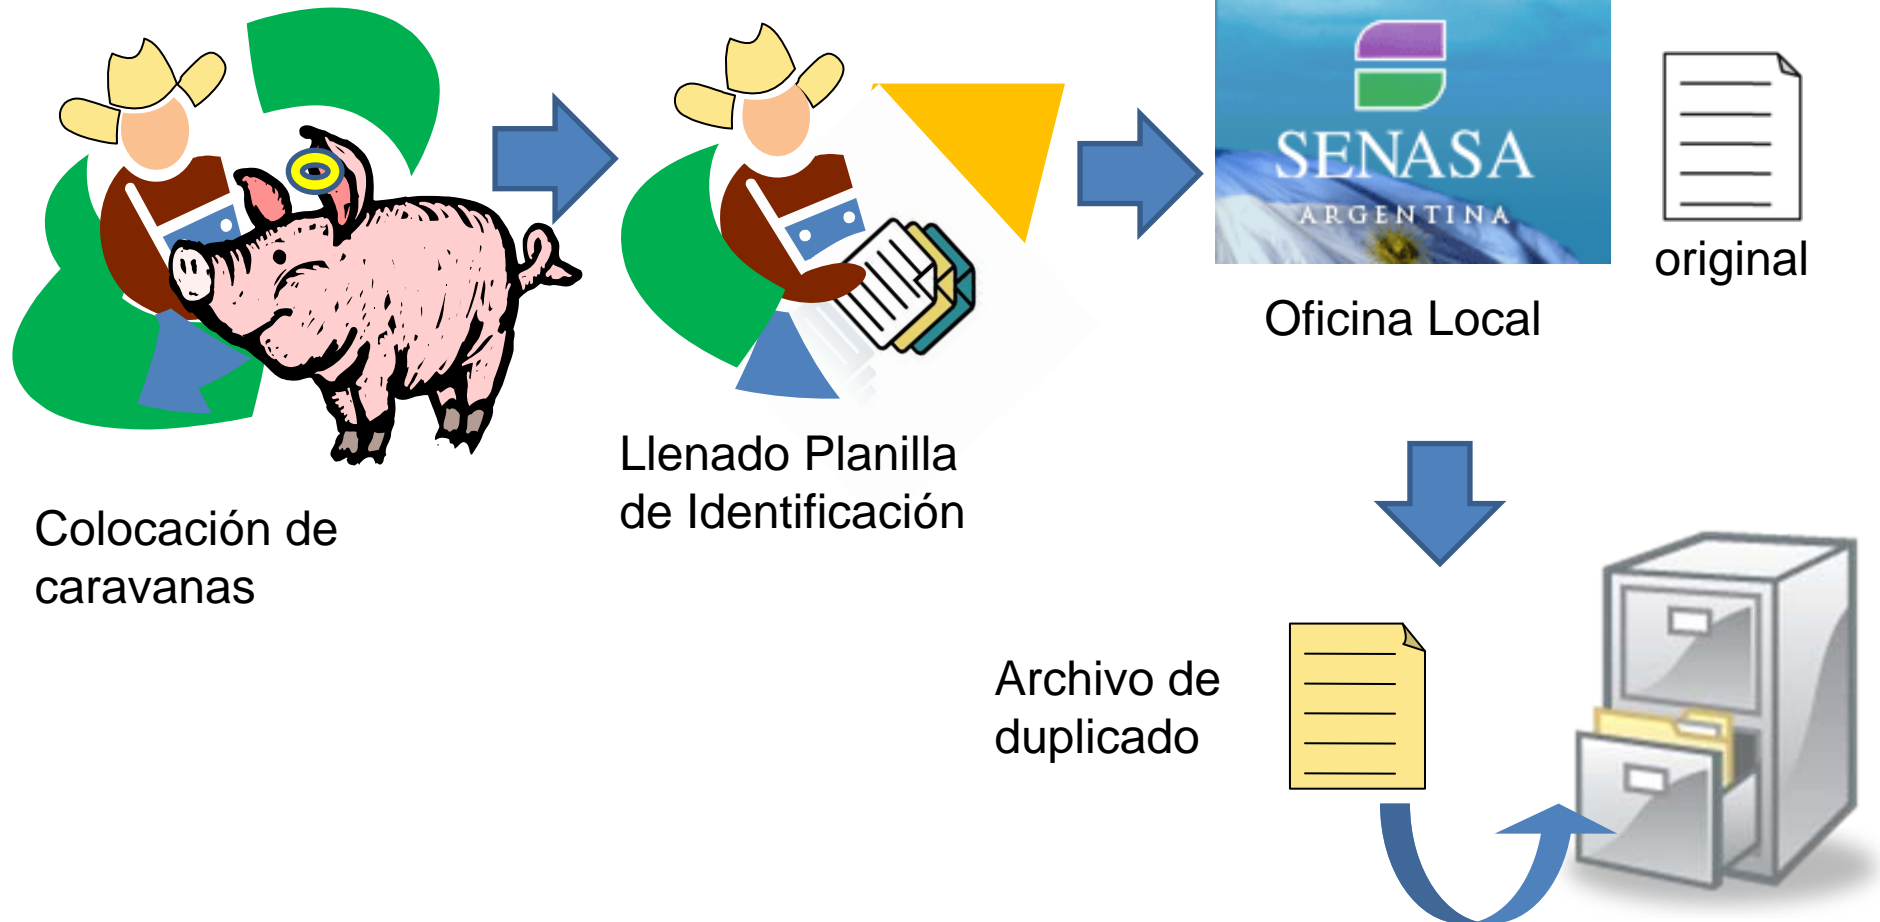 SENASA
ARGENTINA
original
Oficina Local
Llenado Planilla
de Identificación
Colocación de
caravanas
Archivo de
duplicado